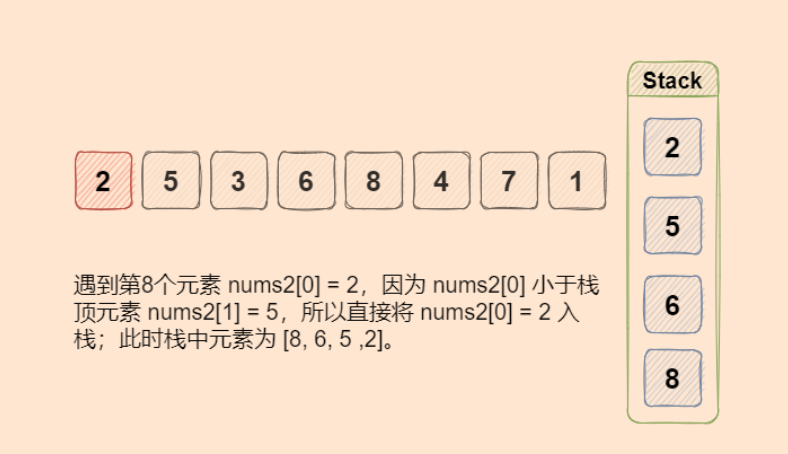 Stack
2
2 5 3 6 8 4 7 1
5
遇到第8个元素 nums2[0] = 2，因为 nums2[0] 小于栈
顶元素 nums2[1] = 5，所以直接将 nums2[0] = 2 入
栈；此时栈中元素为 [8, 6, 5 ,2]。
6
8